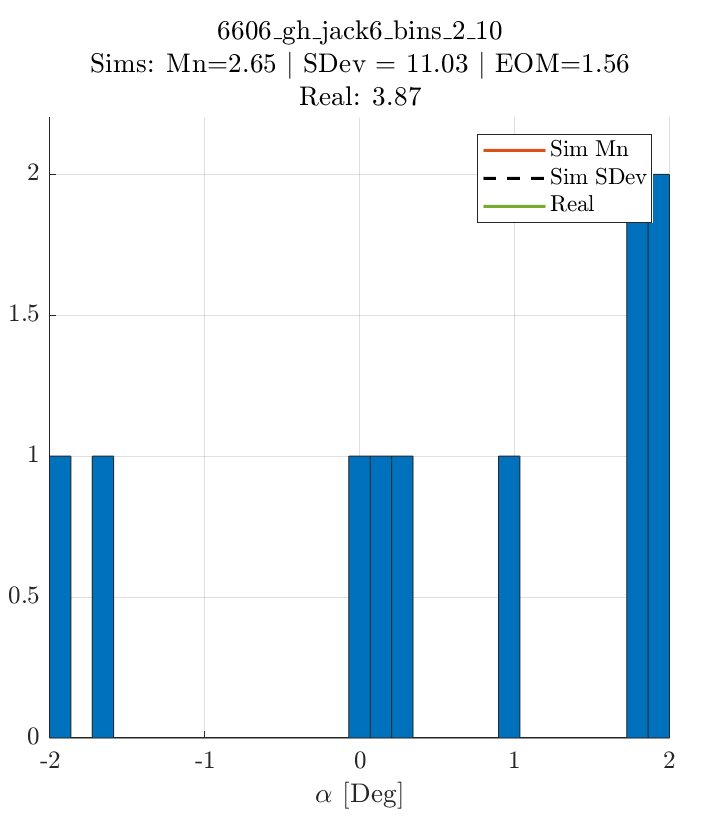 6606_gh_jack6_bins_2_10
Sims: Mn=2.65 | SDev = 11.03 | EOM=1.56
Real: 3.87
Sim Mn
Sim SDev
Real
2
1.5
1
0.5
0
-2
-1
0
1
2
α [Deg]